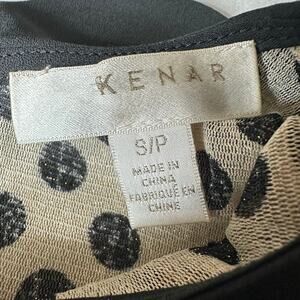 KENAR
S/P
MADE IN
CHINA
FABRIQUÉ EN
CHINE